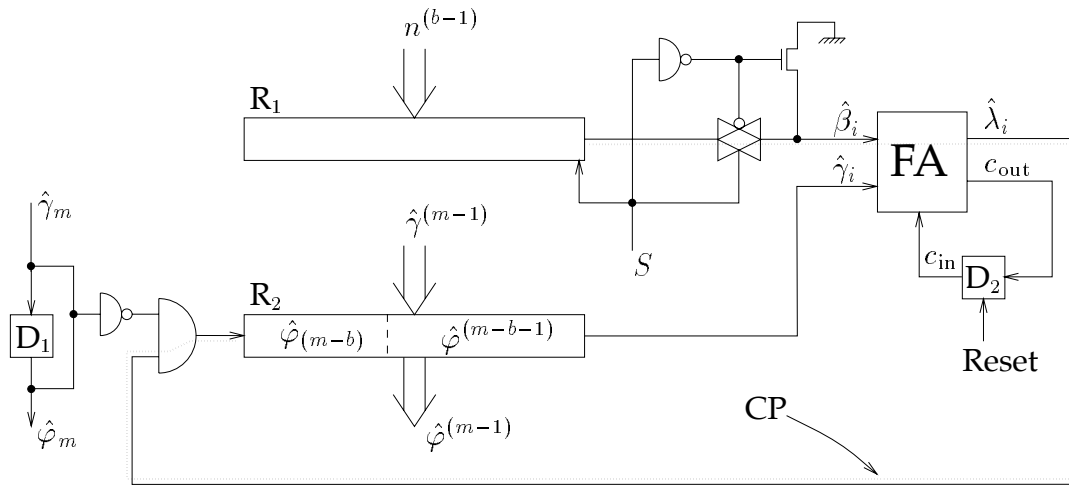 n^(b−1)
R₁
β̂ᵢ
λ̂ᵢ
FA
c_out
γ̂ᵢ
γ̂ₘ
γ̂^(m−1)
S
c_in
D₂
R₂
D₁
φ̂_(m−b)
φ̂^(m−b−1)
Reset
CP
φ̂ₘ
φ̂^(m−1)